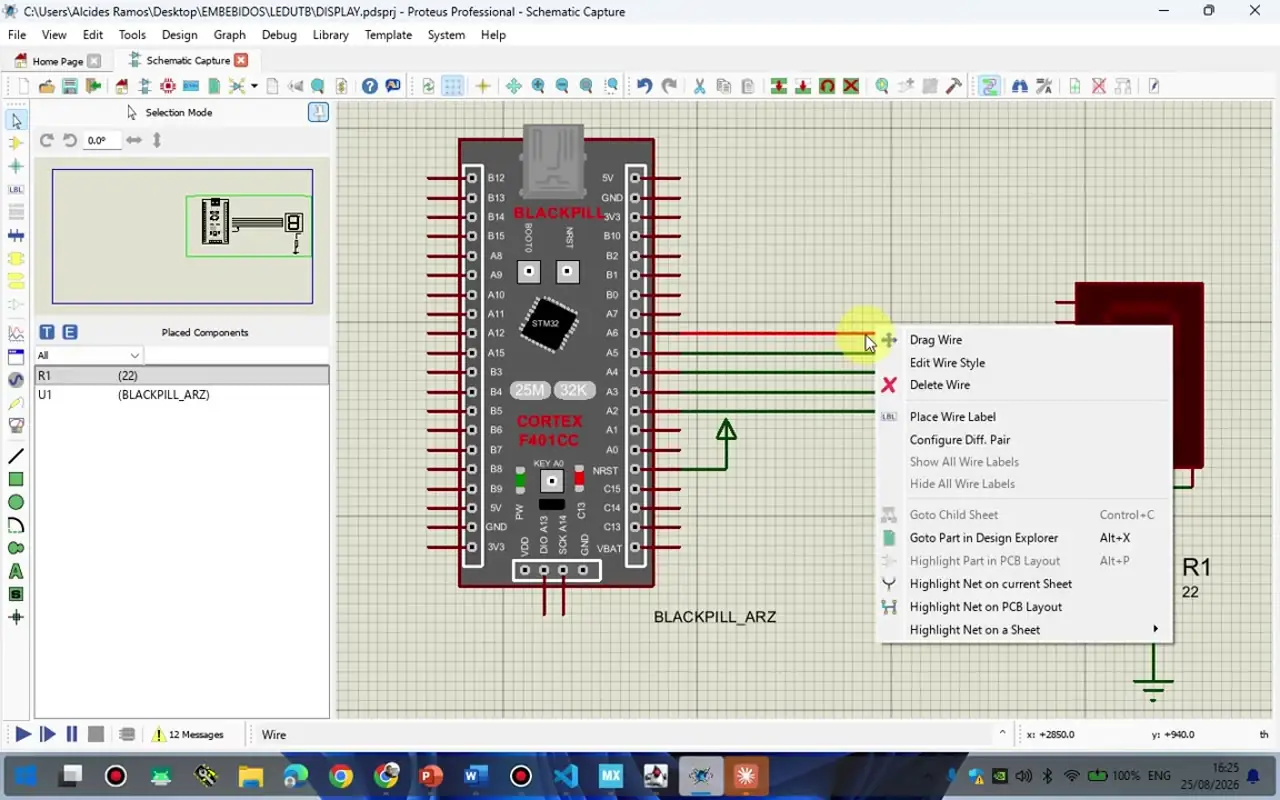 C:\Users\Alcides Ramos\Desktop\EMBEBIDOS\LEDUTB\DISPLAY.pdsprj - Proteus Professional - Schematic Capture
File View Edit Tools Design Graph Debug Library Template System Help
Home Page
Schematic Capture
Selection Mode
0.0°
LBL
T E Placed Components
All
R1 (22)
U1 (BLACKPILL_ARZ)
B12
B13
B14
B15
A8
A9
A10
A11
A12
A15
B3
B4
B5
B6
B7
B8
B9
5V
GND
3V3
BLACKPILL
BOOT0
NRST
STM32
25M 32K
CORTEX
F401CC
KEY A0
PW
C13
VDD
DIO A13
SCK A14
GND
5V
GND
3V3
B10
B2
B1
B0
A7
A6
A5
A4
A3
A2
A1
A0
NRST
C15
C14
C13
VBAT
BLACKPILL_ARZ
Drag Wire
Edit Wire Style
Delete Wire
LBL Place Wire Label
Configure Diff. Pair
Show All Wire Labels
Hide All Wire Labels
Goto Child Sheet Control+C
Goto Part in Design Explorer Alt+X
Highlight Part in PCB Layout Alt+P
Highlight Net on current Sheet
Highlight Net on PCB Layout
Highlight Net on a Sheet
R1
22
12 Messages
Wire
x: +2850.0
y: +940.0
th
MX
100%
ENG
16:25
25/08/2026